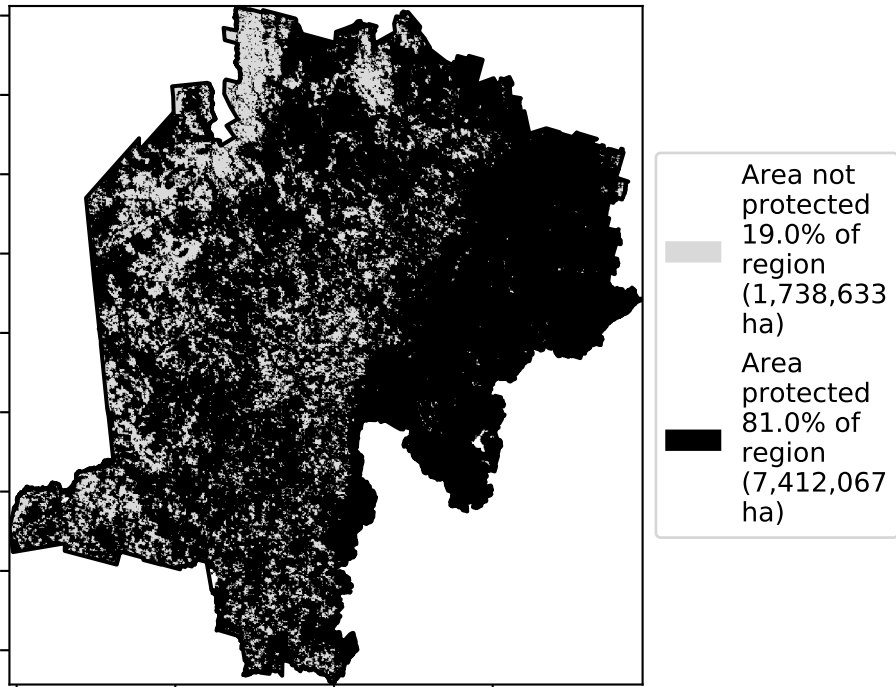 Area not
protected
19.0% of
region
(1,738,633
ha)
Area
protected
81.0% of
region
(7,412,067
ha)